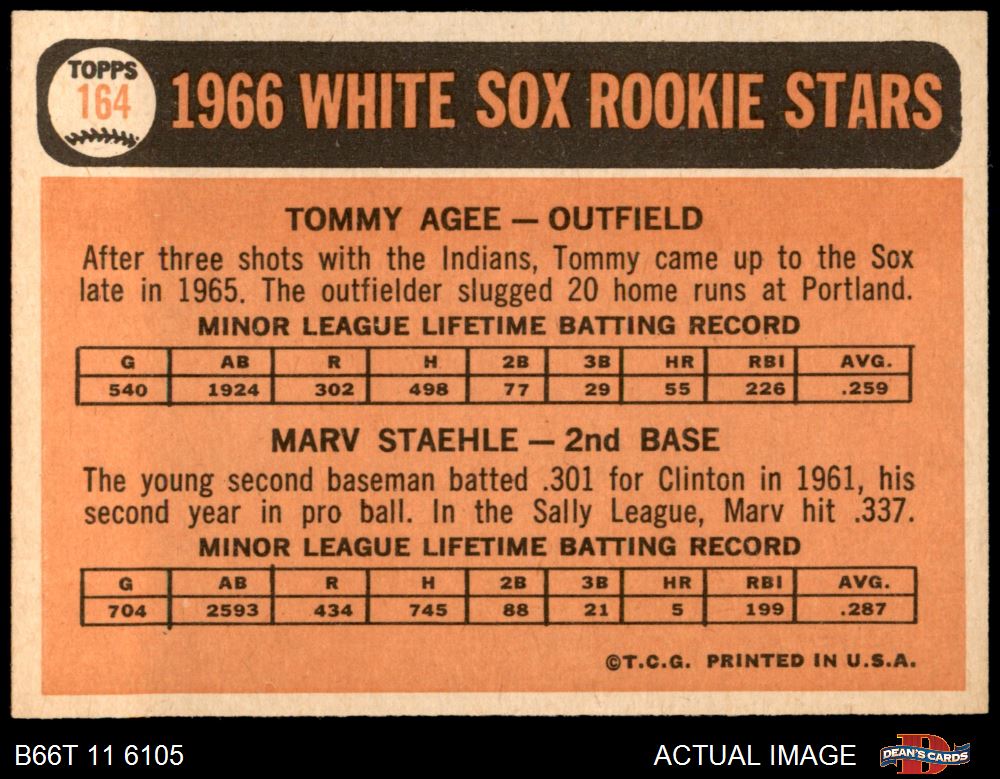 TOPPS
164
1966 WHITE SOX ROOKIE STARS
TOMMY AGEE — OUTFIELD
After three shots with the Indians, Tommy came up to the Sox
late in 1965. The outfielder slugged 20 home runs at Portland.
MINOR LEAGUE LIFETIME BATTING RECORD
G AB R H 2B 3B HR RBI AVG.
540 1924 302 498 77 29 55 226 .259
MARV STAEHLE — 2nd BASE
The young second baseman batted .301 for Clinton in 1961, his
second year in pro ball. In the Sally League, Marv hit .337.
MINOR LEAGUE LIFETIME BATTING RECORD
G AB R H 2B 3B HR RBI AVG.
704 2593 434 745 88 21 5 199 .287
©T.C.G. PRINTED IN U.S.A.
B66T 11 6105 ACTUAL IMAGE
DEAN'S CARDS